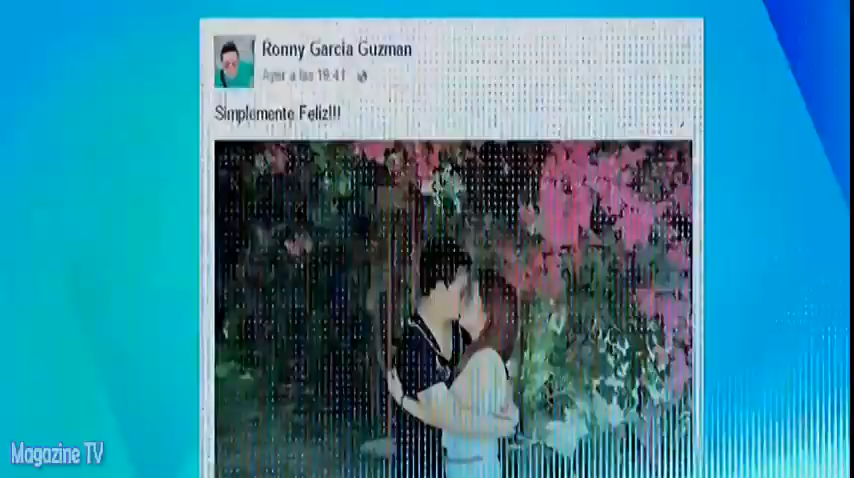 Ronny Garcia Guzman
Ayer a las 19:41
Simplemente Feliz!!!
Magazine TV